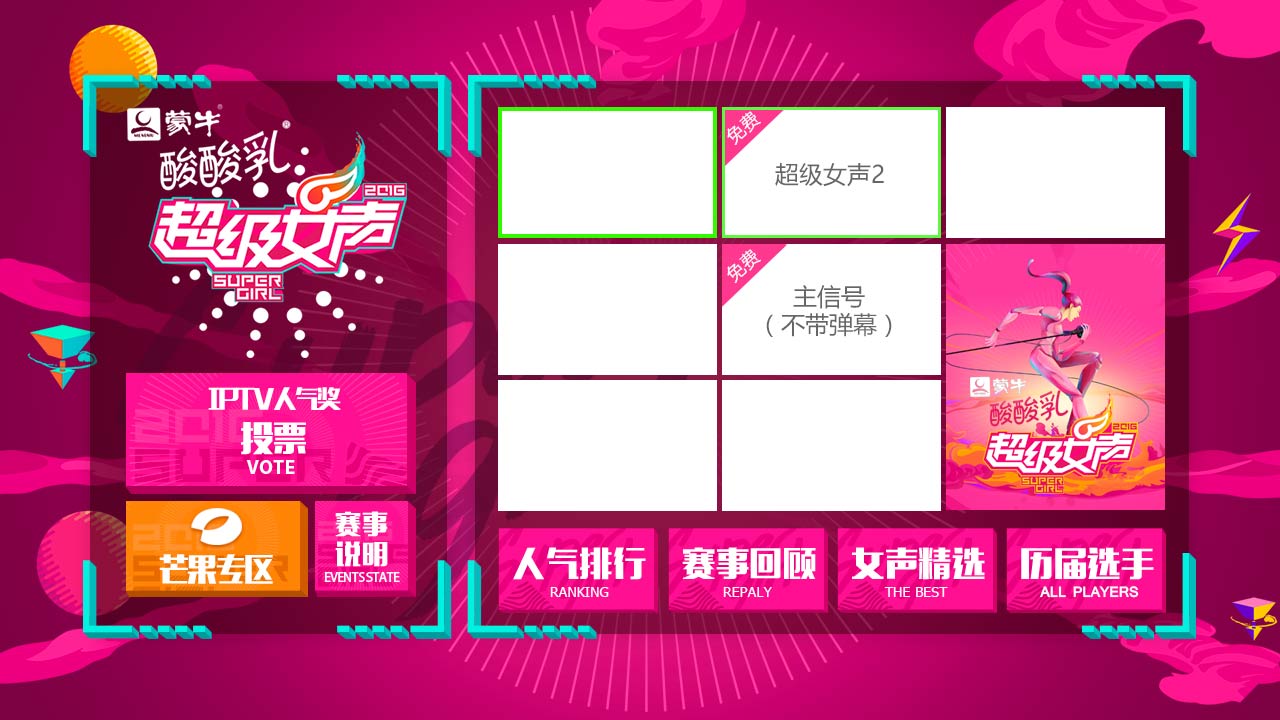 蒙牛
酸酸乳
2016
超级女声
SUPER
GIRL
IPTV人气奖
投票
VOTE
芒果专区
赛事
说明
EVENTSSTATE
免费
超级女声2
免费
主信号
（不带弹幕）
蒙牛
酸酸乳
2016
超级女声
SUPER
GIRL
人气排行
RANKING
赛事回顾
REPALY
女声精选
THE BEST
历届选手
ALL PLAYERS